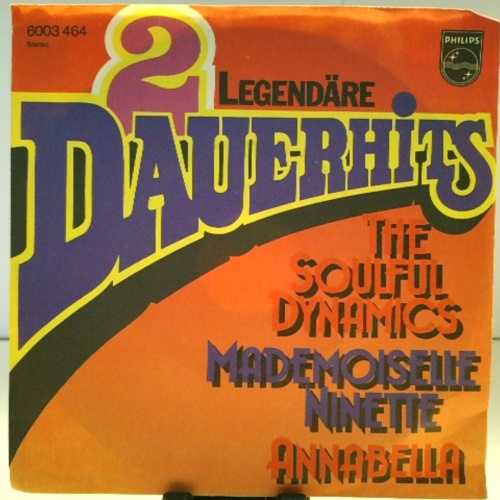 6003 464
Stereo
PHILIPS
2 LEGENDÄRE
DAUERHiTS
THE
SOULFUL
DYNAMICS
MADEMOISELLE
NINETTE
ANNABELLA